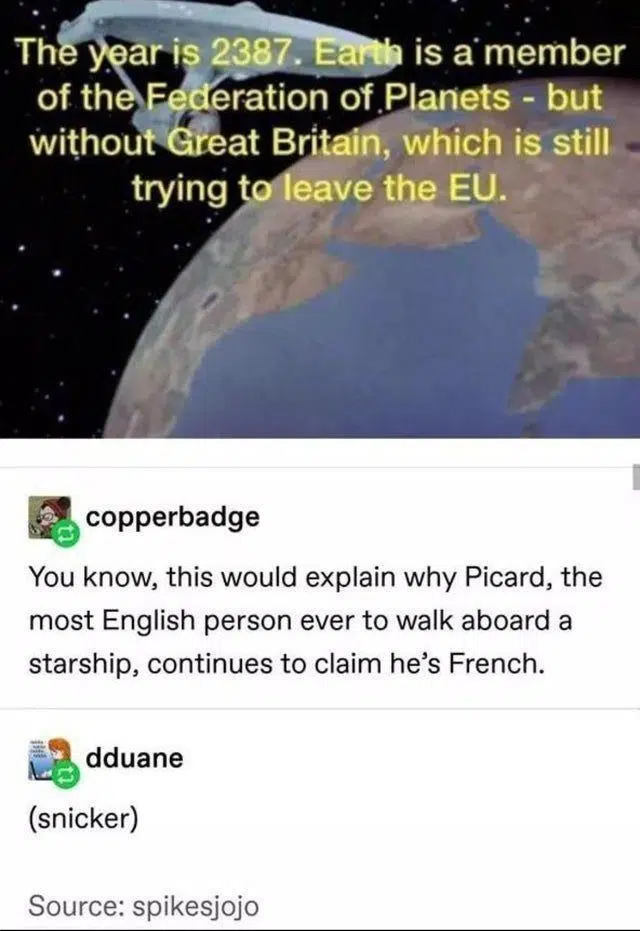 The year is 2387. Earth is a member
of the Federation of Planets - but
without Great Britain, which is still
trying to leave the EU.
copperbadge
You know, this would explain why Picard, the
most English person ever to walk aboard a
starship, continues to claim he’s French.
dduane
(snicker)
Source: spikesjojo